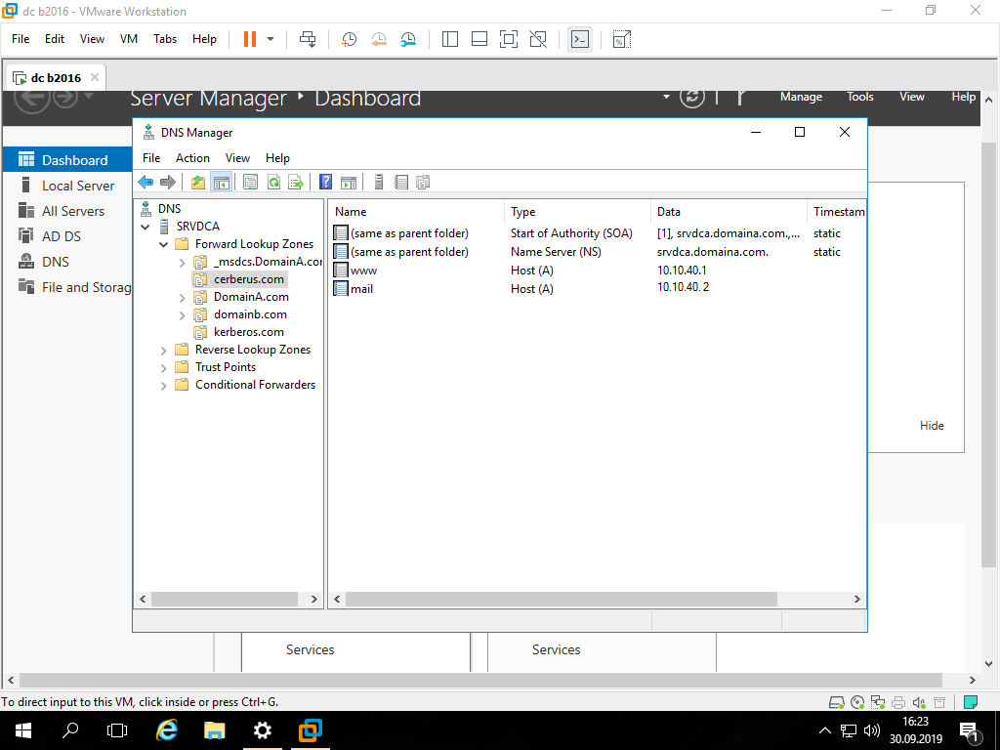 dc b2016 - VMware Workstation
File Edit View VM Tabs Help
dc b2016
Server Manager Dashboard
Manage Tools View Help
Dashboard
Local Server
All Servers
AD DS
DNS
File and Storag
DNS Manager
File Action View Help
DNS
SRVDCA
Forward Lookup Zones
_msdcs.DomainA.cor
cerberus.com
DomainA.com
domainb.com
kerberos.com
Reverse Lookup Zones
Trust Points
Conditional Forwarders
Name Type Data Timestam
(same as parent folder) Start of Authority (SOA) [1], srvdca.domaina.com.,... static
(same as parent folder) Name Server (NS) srvdca.domaina.com. static
www Host (A) 10.10.40.1
mail Host (A) 10.10.40. 2
Hide
Services Services
To direct input to this VM, click inside or press Ctrl+G.
16:23
30.09.2019
1